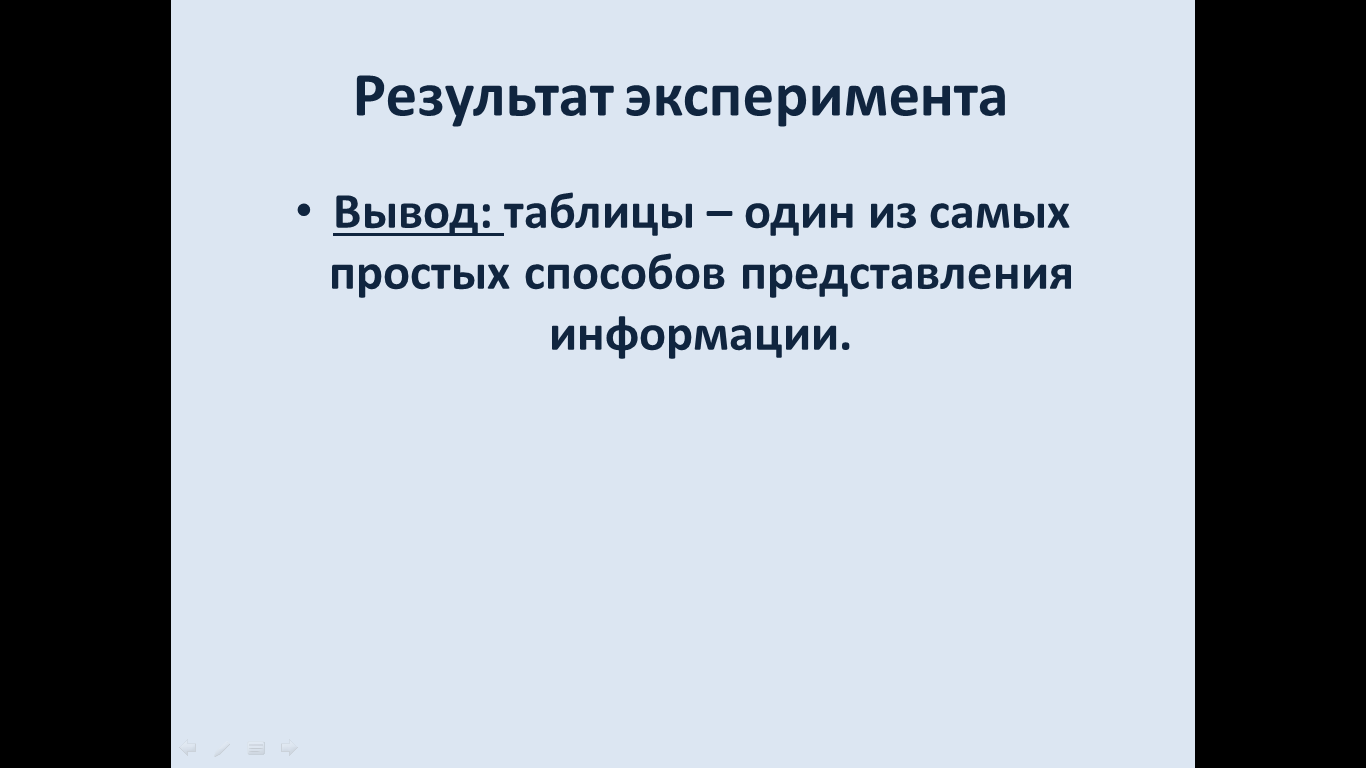 Результат эксперимента
• Вывод: таблицы – один из самых
простых способов представления
информации.